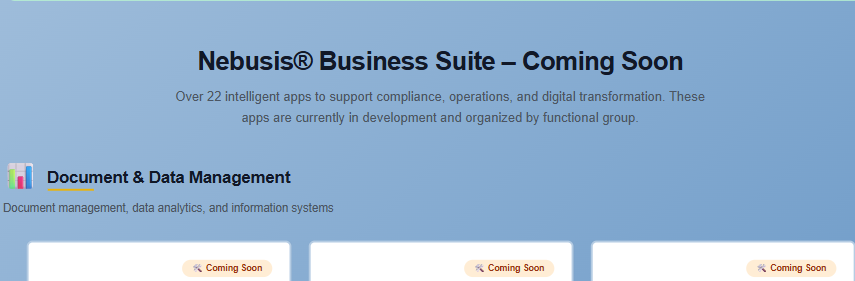 Nebusis® Business Suite – Coming Soon
Over 22 intelligent apps to support compliance, operations, and digital transformation. These
apps are currently in development and organized by functional group.
Document & Data Management
Document management, data analytics, and information systems
Coming Soon
Coming Soon
Coming Soon